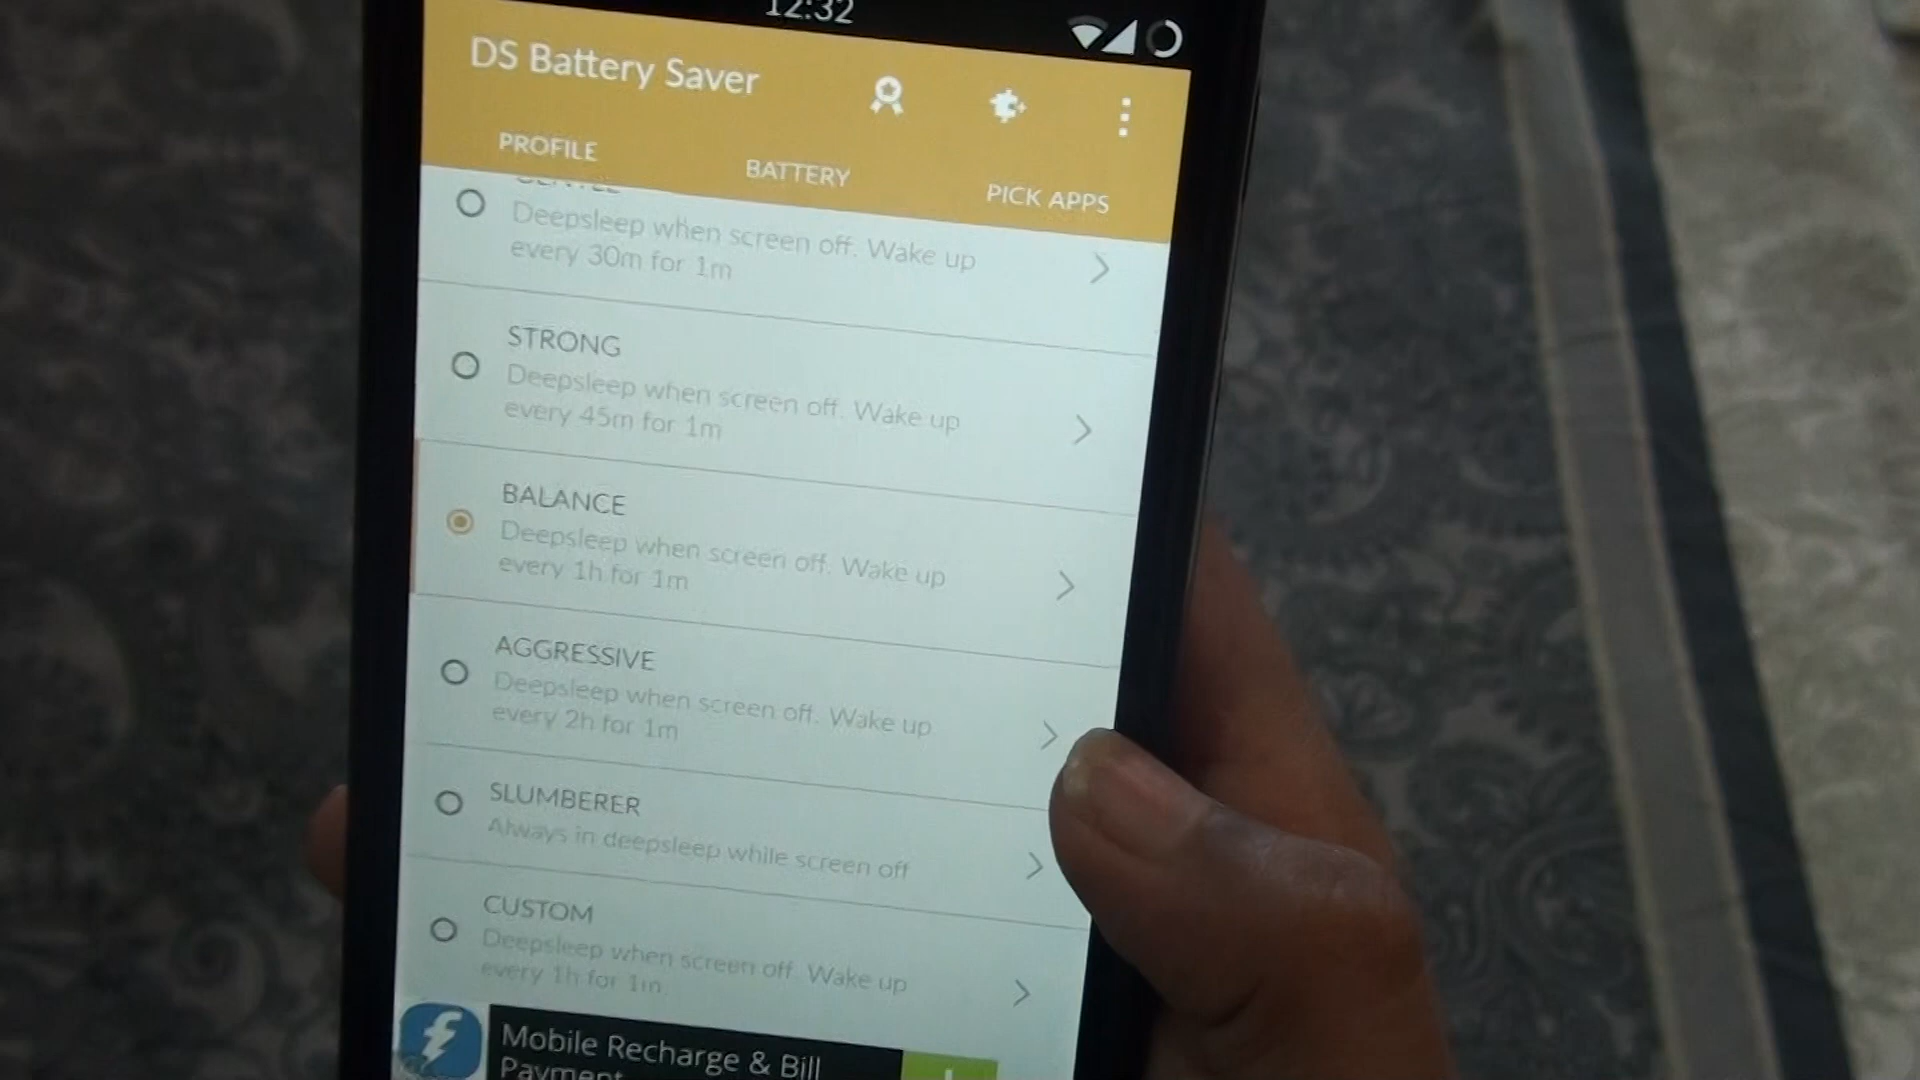 12:32
DS Battery Saver
PROFILE
BATTERY
PICK APPS
Deepsleep when screen off. Wake up
every 30m for 1m
STRONG
Deepsleep when screen off. Wake up
every 45m for 1m
BALANCE
Deepsleep when screen off. Wake up
every 1h for 1m
AGGRESSIVE
Deepsleep when screen off. Wake up
every 2h for 1m
SLUMBERER
Always in deepsleep while screen off
CUSTOM
Deepsleep when screen off Wake up
every 1h for 1m
Mobile Recharge & Bill
Payment